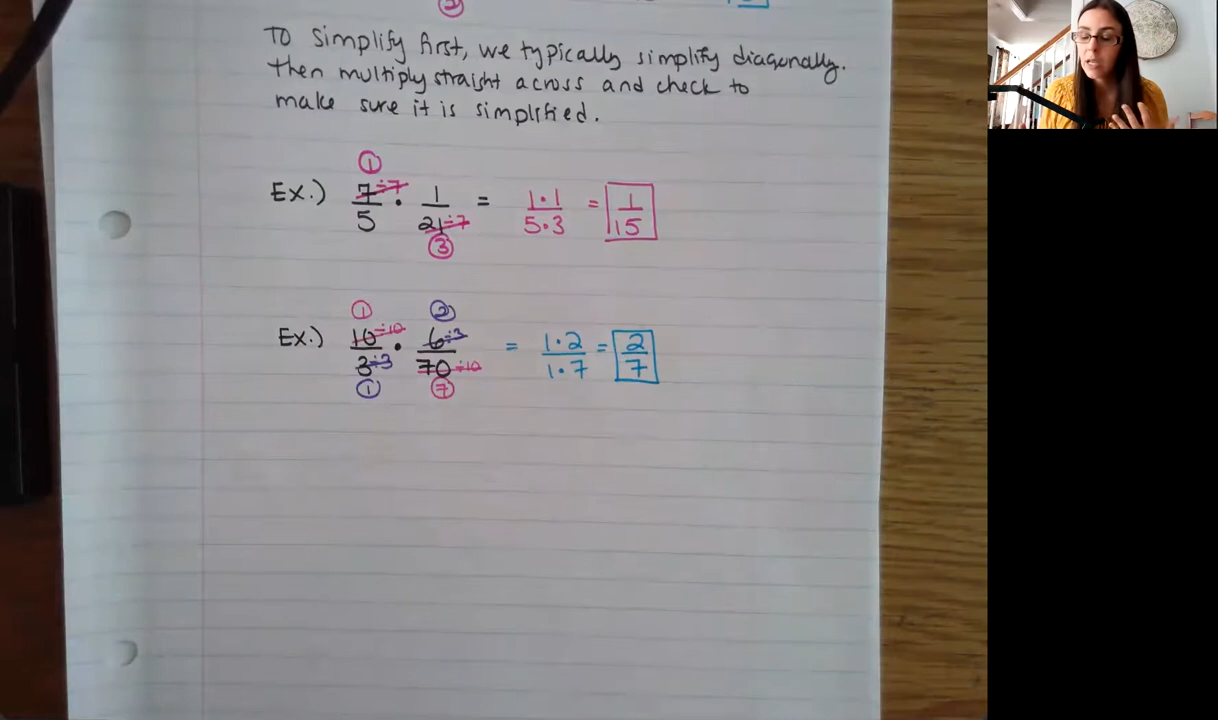 To simplify first, we typically simplify diagonally.
then multiply straight across and check to
make sure it is simplified.
①
Ex.) 7÷7/5 • 1/21÷7 = 1•1/5•3 = 1/15
③
① ②
Ex.) 10÷10/3÷3 • 6÷3/70÷10 = 1•2/1•7 = 2/7
① ⑦